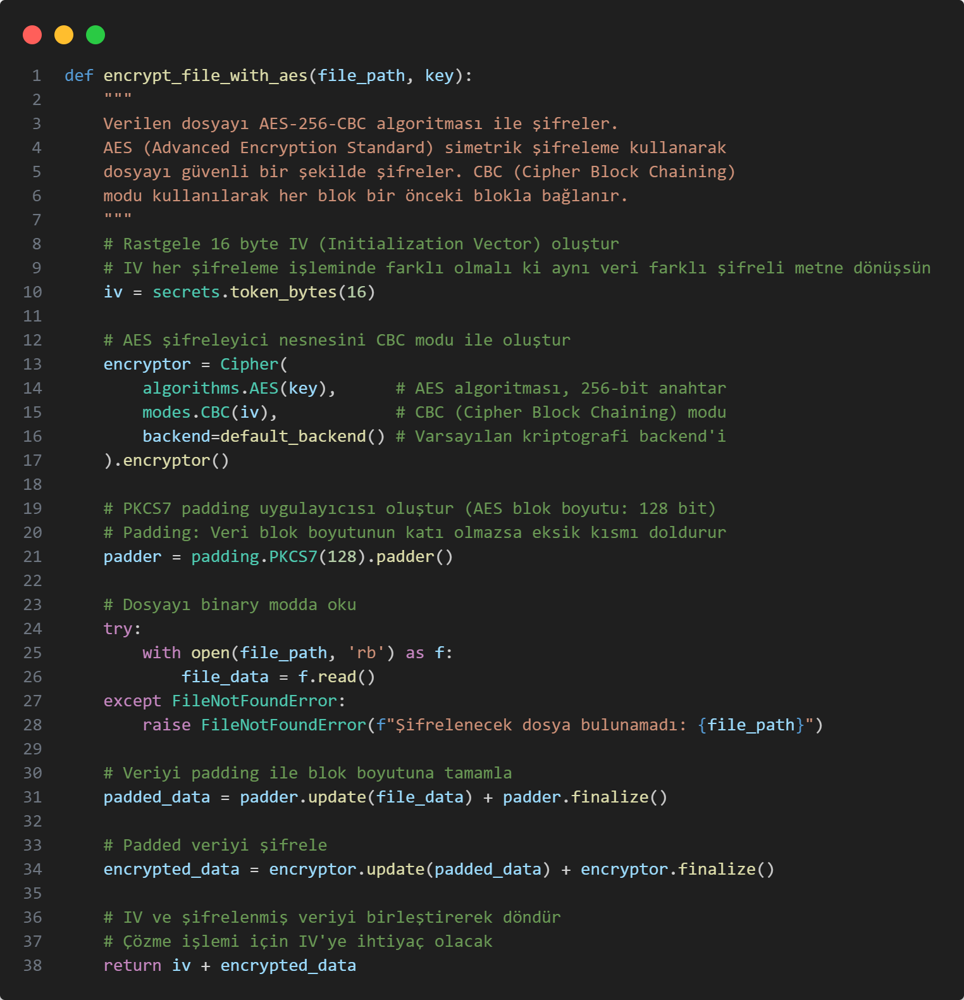 1 def encrypt_file_with_aes(file_path, key):
2     """
3     Verilen dosyayı AES-256-CBC algoritması ile şifreler.
4     AES (Advanced Encryption Standard) simetrik şifreleme kullanarak
5     dosyayı güvenli bir şekilde şifreler. CBC (Cipher Block Chaining)
6     modu kullanılarak her blok bir önceki blokla bağlanır.
7     """
8     # Rastgele 16 byte IV (Initialization Vector) oluştur
9     # IV her şifreleme işleminde farklı olmalı ki aynı veri farklı şifreli metne dönüşsün
10     iv = secrets.token_bytes(16)
11
12     # AES şifreleyici nesnesini CBC modu ile oluştur
13     encryptor = Cipher(
14         algorithms.AES(key),      # AES algoritması, 256-bit anahtar
15         modes.CBC(iv),            # CBC (Cipher Block Chaining) modu
16         backend=default_backend() # Varsayılan kriptografi backend'i
17     ).encryptor()
18
19     # PKCS7 padding uygulayıcısı oluştur (AES blok boyutu: 128 bit)
20     # Padding: Veri blok boyutunun katı olmazsa eksik kısmı doldurur
21     padder = padding.PKCS7(128).padder()
22
23     # Dosyayı binary modda oku
24     try:
25         with open(file_path, 'rb') as f:
26             file_data = f.read()
27     except FileNotFoundError:
28         raise FileNotFoundError(f"Şifrelenecek dosya bulunamadı: {file_path}")
29
30     # Veriyi padding ile blok boyutuna tamamla
31     padded_data = padder.update(file_data) + padder.finalize()
32
33     # Padded veriyi şifrele
34     encrypted_data = encryptor.update(padded_data) + encryptor.finalize()
35
36     # IV ve şifrelenmiş veriyi birleştirerek döndür
37     # Çözme işlemi için IV'ye ihtiyaç olacak
38     return iv + encrypted_data